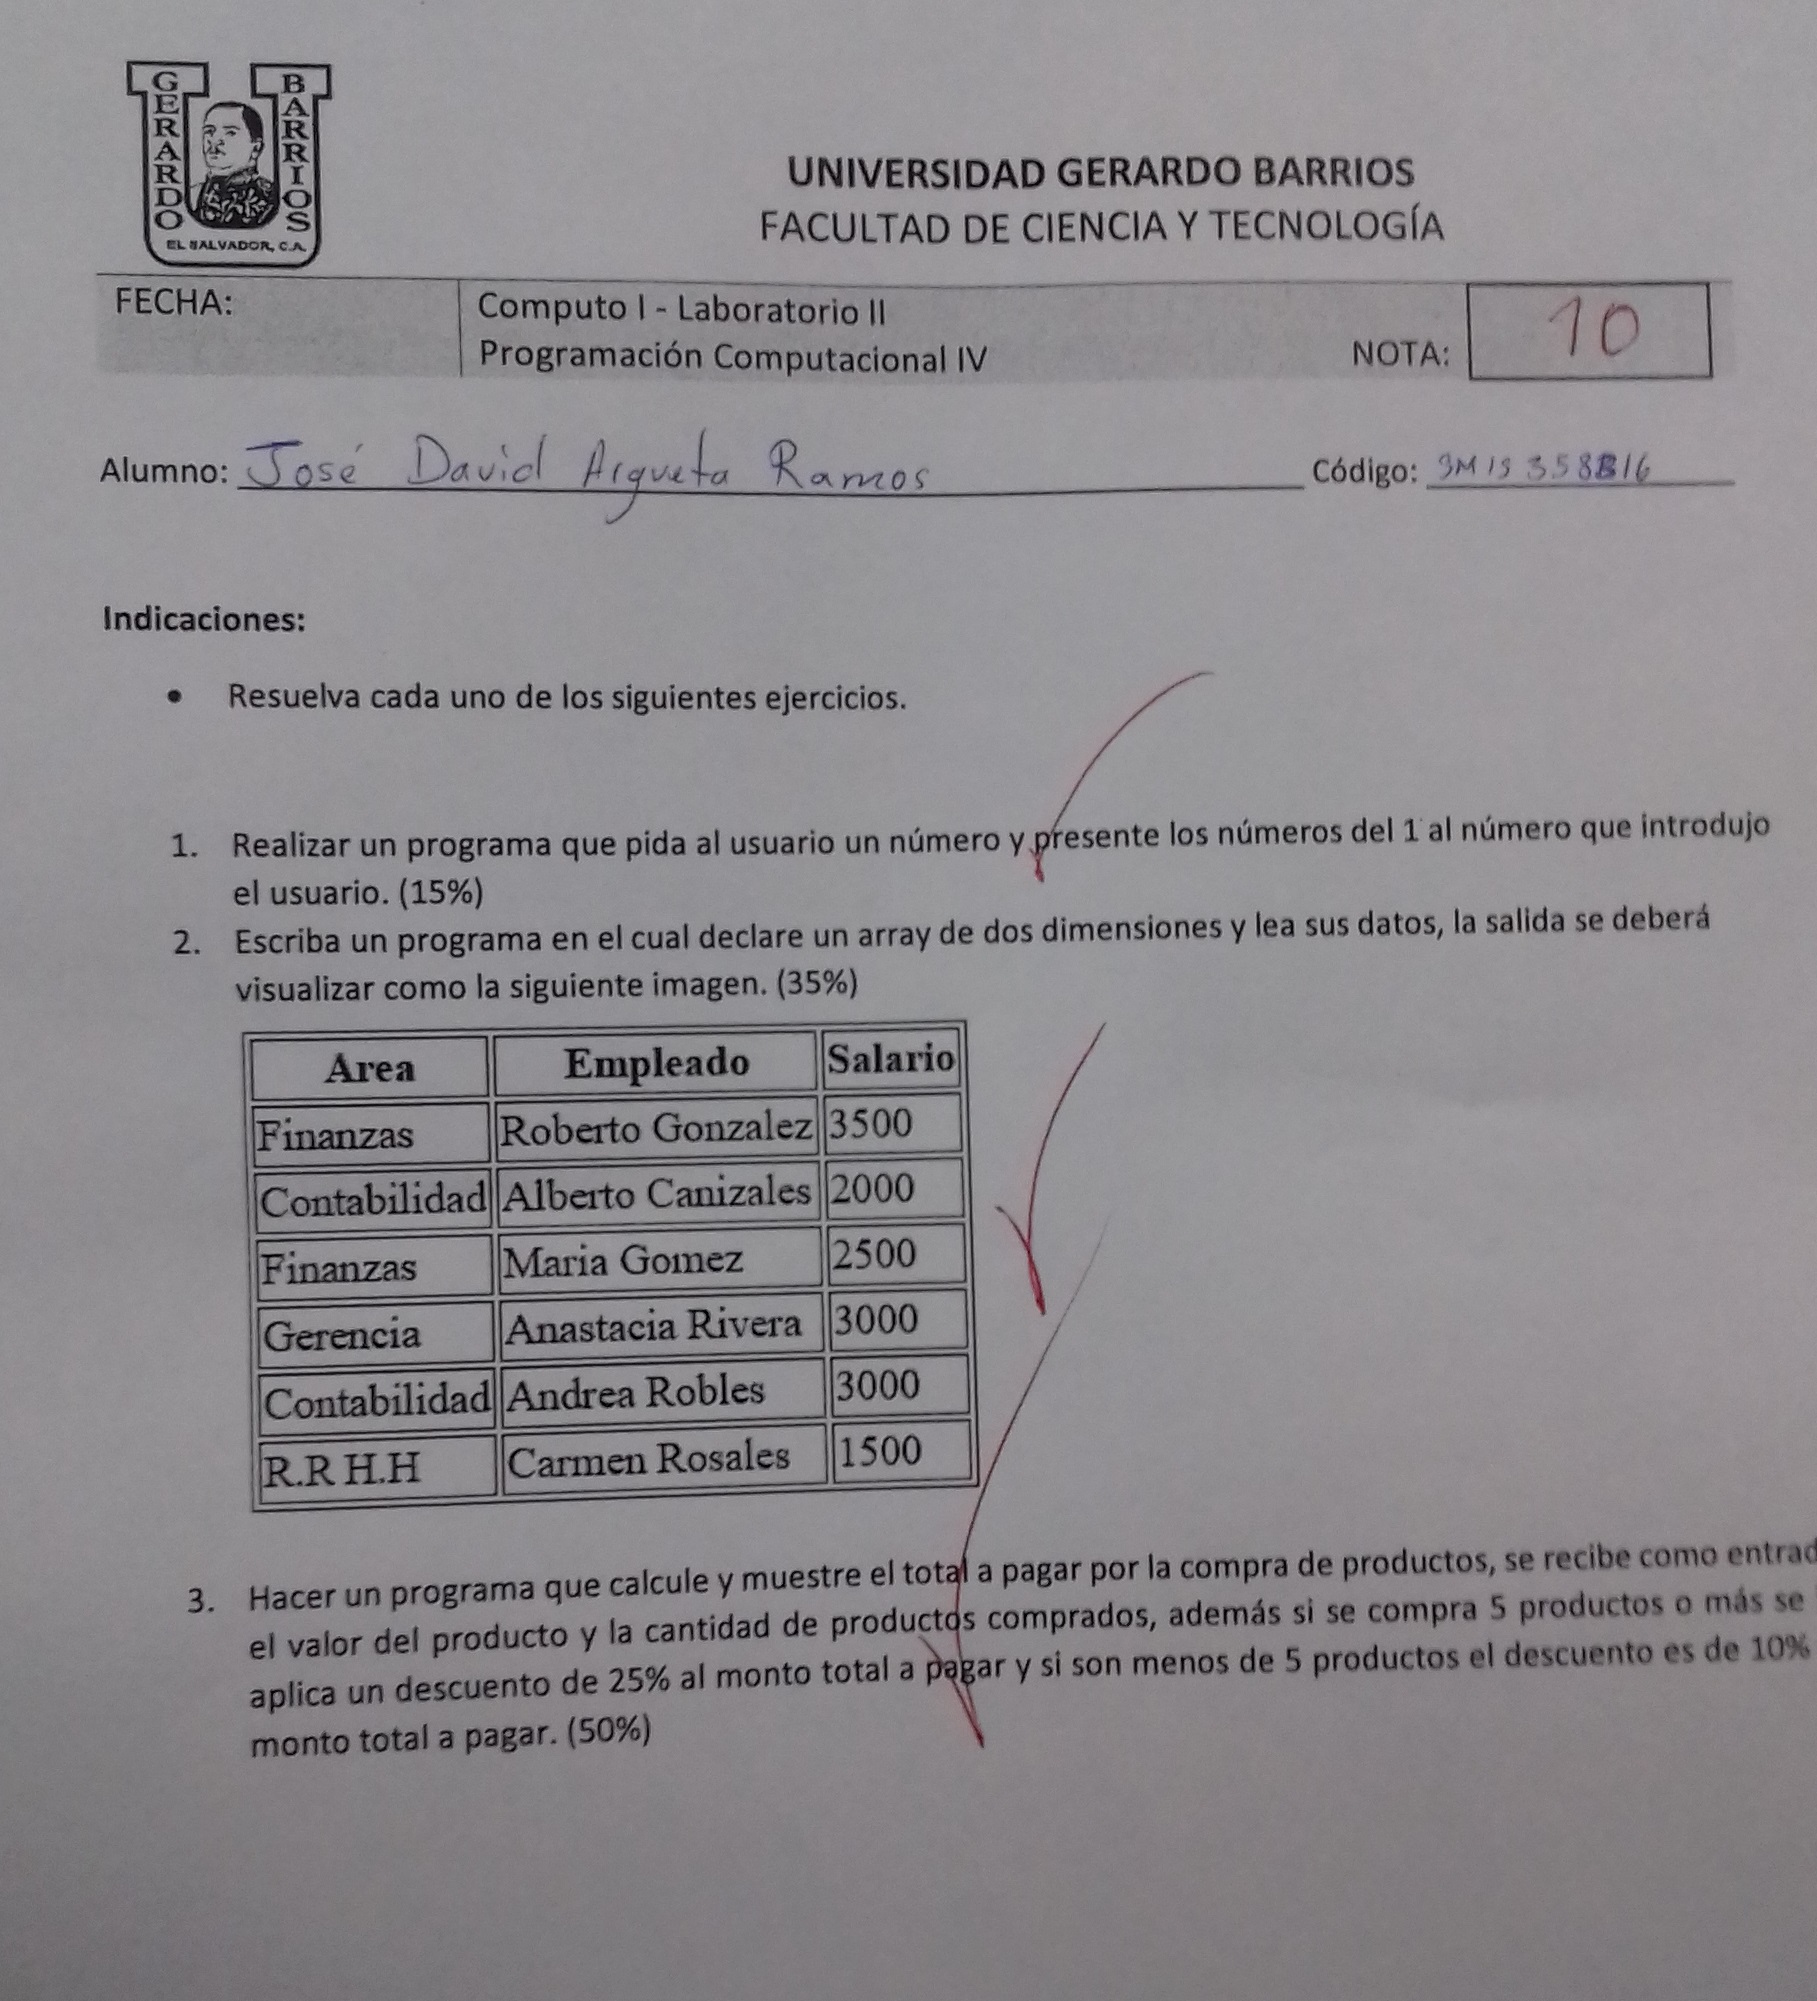 GERARDO BARRIOS
EL SALVADOR, C.A.
UNIVERSIDAD GERARDO BARRIOS
FACULTAD DE CIENCIA Y TECNOLOGÍA
FECHA:
Computo I - Laboratorio II
Programación Computacional IV
NOTA: 10
Alumno: José David Argueta Ramos Código: SMIS 358B16
Indicaciones:
• Resuelva cada uno de los siguientes ejercicios.
1. Realizar un programa que pida al usuario un número y presente los números del 1 al número que introdujo
el usuario. (15%)
2. Escriba un programa en el cual declare un array de dos dimensiones y lea sus datos, la salida se deberá
visualizar como la siguiente imagen. (35%)
Area Empleado Salario
Finanzas Roberto Gonzalez 3500
Contabilidad Alberto Canizales 2000
Finanzas Maria Gomez 2500
Gerencia Anastacia Rivera 3000
Contabilidad Andrea Robles 3000
R.R H.H Carmen Rosales 1500
3. Hacer un programa que calcule y muestre el total a pagar por la compra de productos, se recibe como entrad
el valor del producto y la cantidad de productos comprados, además si se compra 5 productos o más se
aplica un descuento de 25% al monto total a pagar y si son menos de 5 productos el descuento es de 10%
monto total a pagar. (50%)